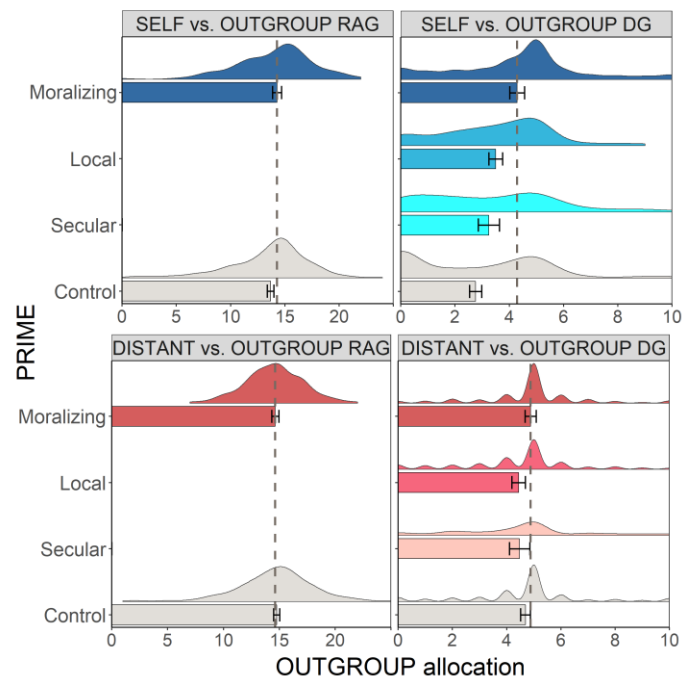 SELF vs. OUTGROUP RAG
SELF vs. OUTGROUP DG
Moralizing
Local
Secular
Control
0 5 10 15 20
0 2 4 6 8 10
DISTANT vs. OUTGROUP RAG
DISTANT vs. OUTGROUP DG
PRIME
Moralizing
Local
Secular
Control
0 5 10 15 20
0 2 4 6 8 10
OUTGROUP allocation